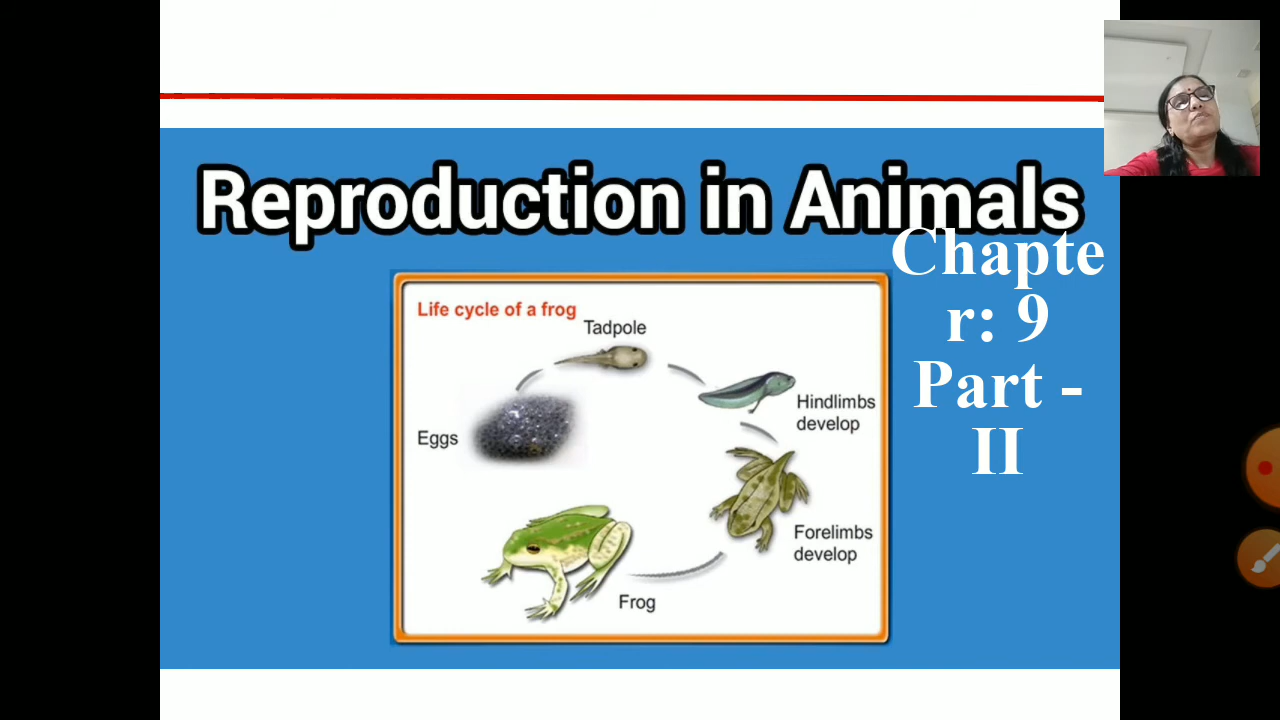 Reproduction in Animals
Chapte
r: 9
Part -
II
Life cycle of a frog
Tadpole
Hindlimbs
develop
Eggs
Forelimbs
develop
Frog